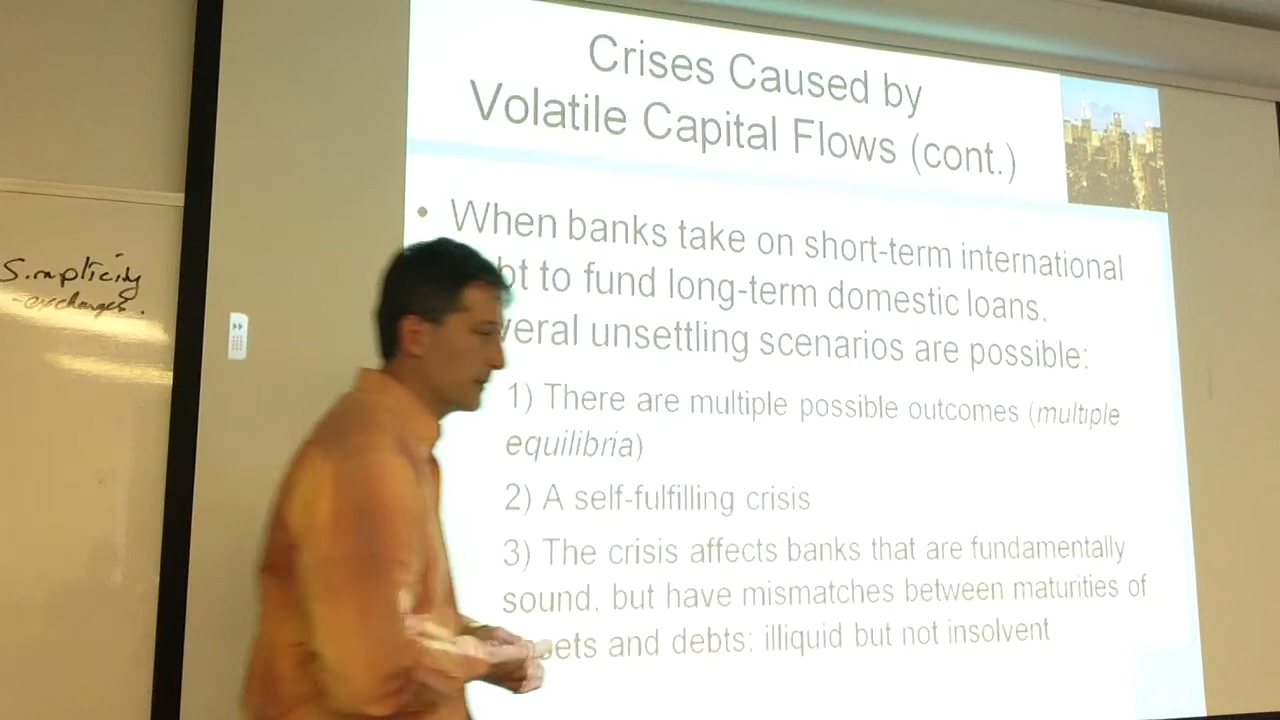 Crises Caused by
Volatile Capital Flows (cont.)
• When banks take on short-term international
bt to fund long-term domestic loans,
veral unsettling scenarios are possible:
1) There are multiple possible outcomes (multiple
equilibria)
2) A self-fulfilling crisis
3) The crisis affects banks that are fundamentally
sound, but have mismatches between maturities of
sets and debts: illiquid but not insolvent
Simplicity
- exchanges.